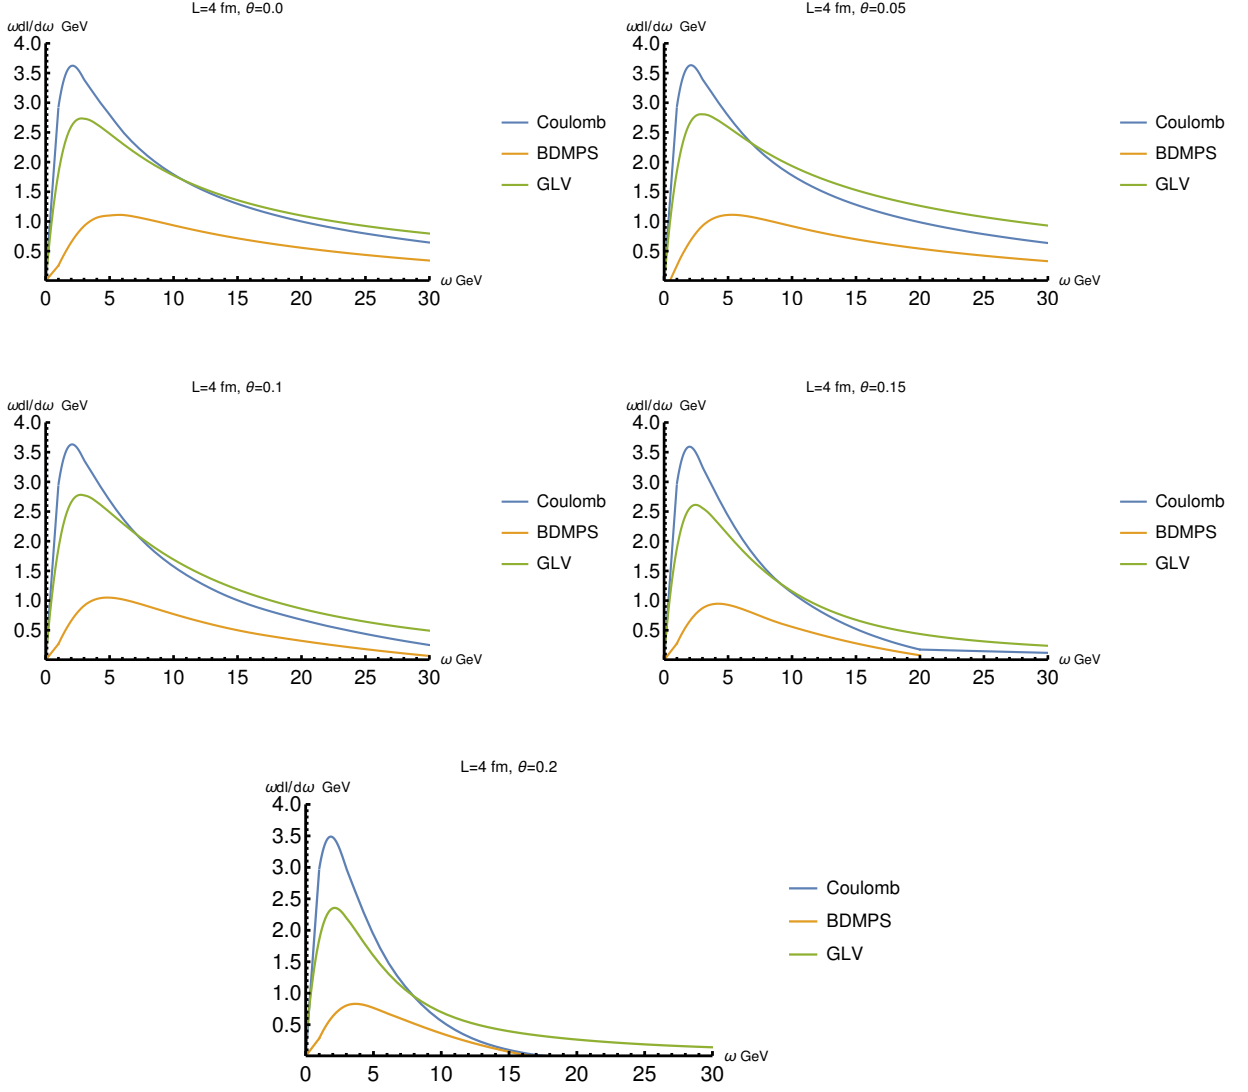 L=4 fm, θ=0.0
ωdI/dω GeV
4.0
3.5
3.0
2.5
2.0
1.5
1.0
0.5
0 5 10 15 20 25 30
ω GeV
Coulomb
BDMPS
GLV
L=4 fm, θ=0.05
ωdI/dω GeV
4.0
3.5
3.0
2.5
2.0
1.5
1.0
0.5
0 5 10 15 20 25 30
ω GeV
Coulomb
BDMPS
GLV
L=4 fm, θ=0.1
ωdI/dω GeV
4.0
3.5
3.0
2.5
2.0
1.5
1.0
0.5
0 5 10 15 20 25 30
ω GeV
Coulomb
BDMPS
GLV
L=4 fm, θ=0.15
ωdI/dω GeV
4.0
3.5
3.0
2.5
2.0
1.5
1.0
0.5
0 5 10 15 20 25 30
ω GeV
Coulomb
BDMPS
GLV
L=4 fm, θ=0.2
ωdI/dω GeV
4.0
3.5
3.0
2.5
2.0
1.5
1.0
0.5
0 5 10 15 20 25 30
ω GeV
Coulomb
BDMPS
GLV